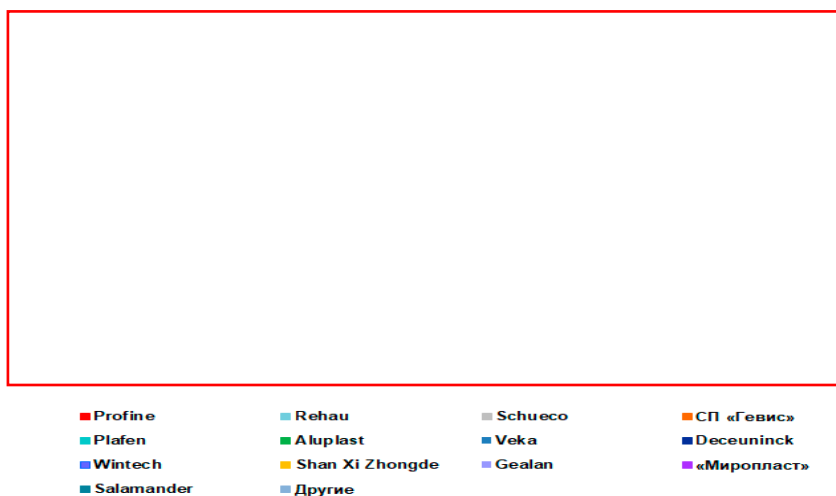 Profine Rehau Schueco СП «Гевис»
Plafen Aluplast Veka Deceuninck
Wintech Shan Xi Zhongde Gealan «Миропласт»
Salamander Другие